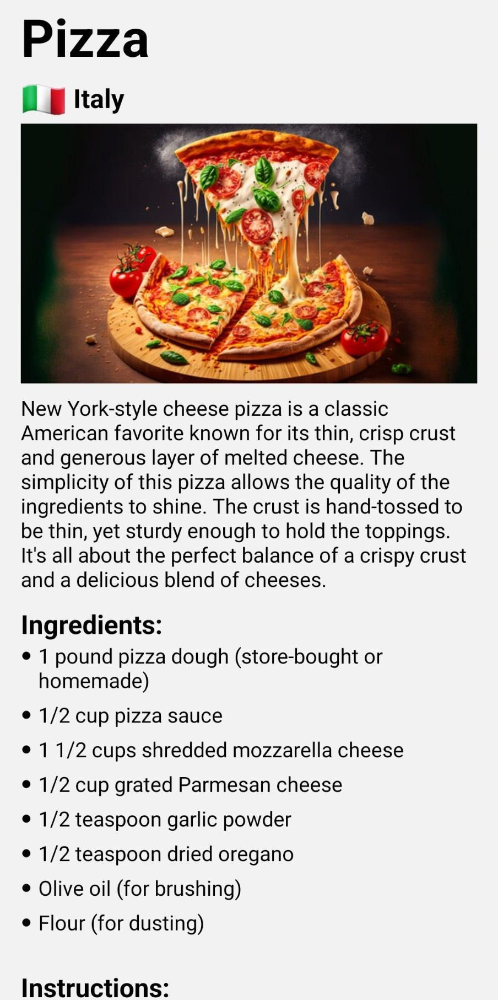 Pizza
🇮🇹 Italy
New York-style cheese pizza is a classic
American favorite known for its thin, crisp crust
and generous layer of melted cheese. The
simplicity of this pizza allows the quality of the
ingredients to shine. The crust is hand-tossed to
be thin, yet sturdy enough to hold the toppings.
It's all about the perfect balance of a crispy crust
and a delicious blend of cheeses.
Ingredients:
• 1 pound pizza dough (store-bought or
homemade)
• 1/2 cup pizza sauce
• 1 1/2 cups shredded mozzarella cheese
• 1/2 cup grated Parmesan cheese
• 1/2 teaspoon garlic powder
• 1/2 teaspoon dried oregano
• Olive oil (for brushing)
• Flour (for dusting)
Instructions: